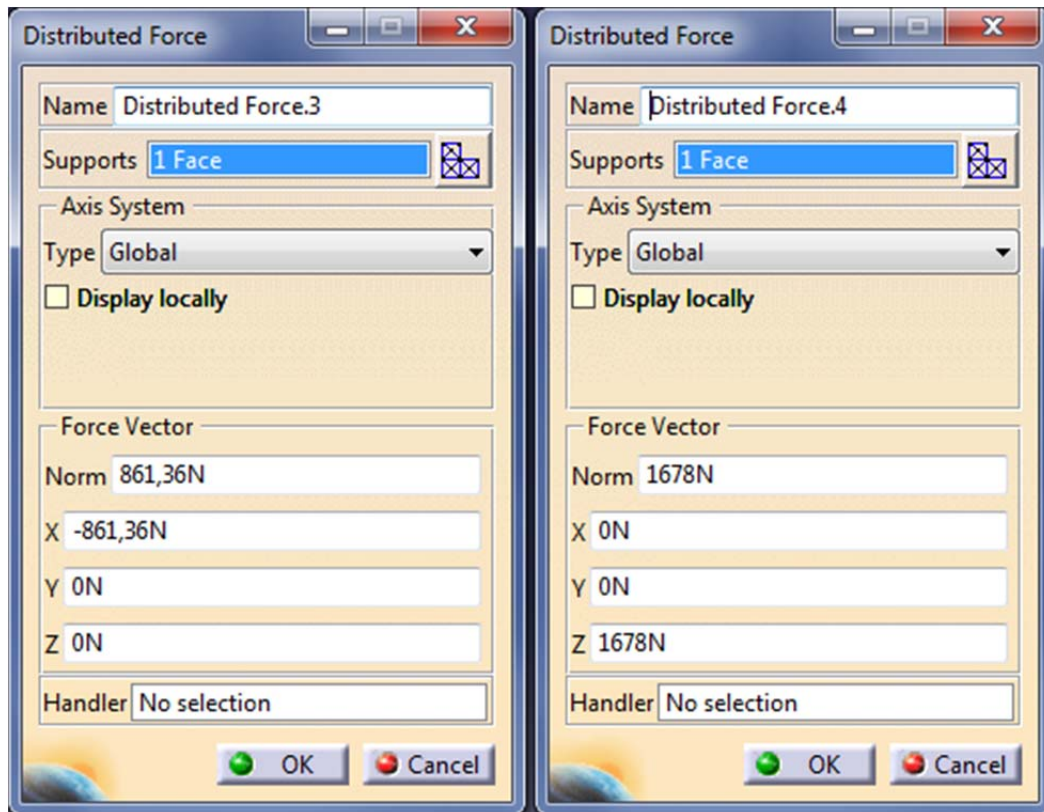 Distributed Force
Name Distributed Force.3
Supports 1 Face
Axis System
Type Global
Display locally
Force Vector
Norm 861,36N
X -861,36N
Y 0N
Z 0N
Handler No selection
OK Cancel
Distributed Force
Name Distributed Force.4
Supports 1 Face
Axis System
Type Global
Display locally
Force Vector
Norm 1678N
X 0N
Y 0N
Z 1678N
Handler No selection
OK Cancel